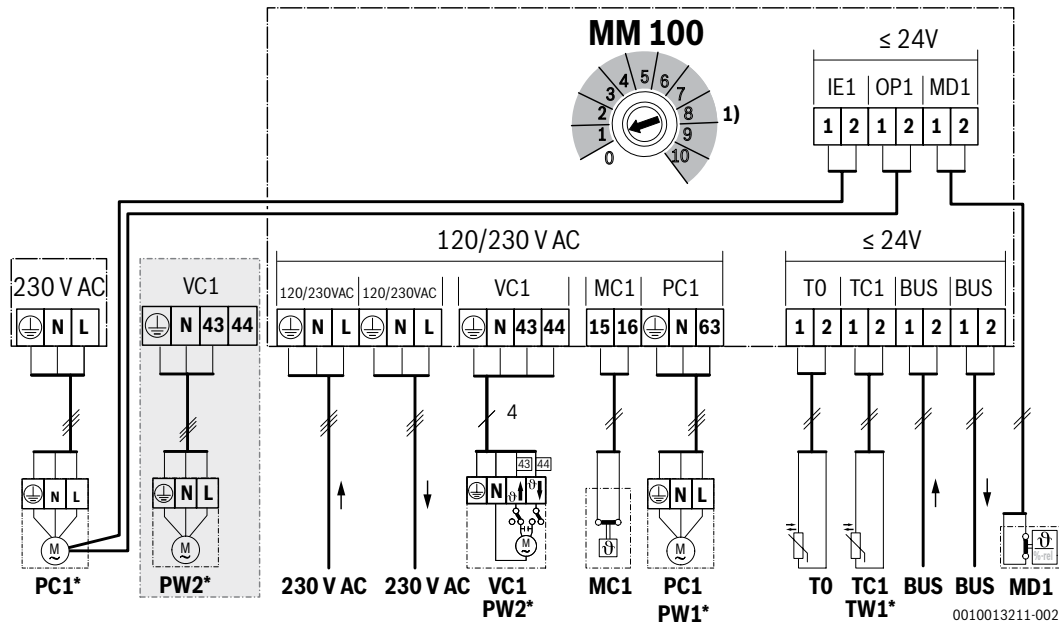 MM 100
≤ 24V
IE1 OP1 MD1
1 2 1 2 1 2
0 1 2 3 4 5 6 7 8 9 10
1)
120/230 V AC
≤ 24V
230 V AC
VC1
120/230VAC 120/230VAC VC1 MC1 PC1
T0 TC1 BUS BUS
N L
N 43 44
N L N L N 43 44 15 16 N 63
1 2 1 2 1 2 1 2
4
43 44
N L
N L
N ϑ ϑ
N L
M ~
M ~
M ~
ϑ
M ~
ϑ
%-rel
PC1*
PW2*
230 V AC
230 V AC
VC1
PW2*
MC1
PC1
PW1*
T0
TC1
TW1*
BUS
BUS
MD1
0010013211-002